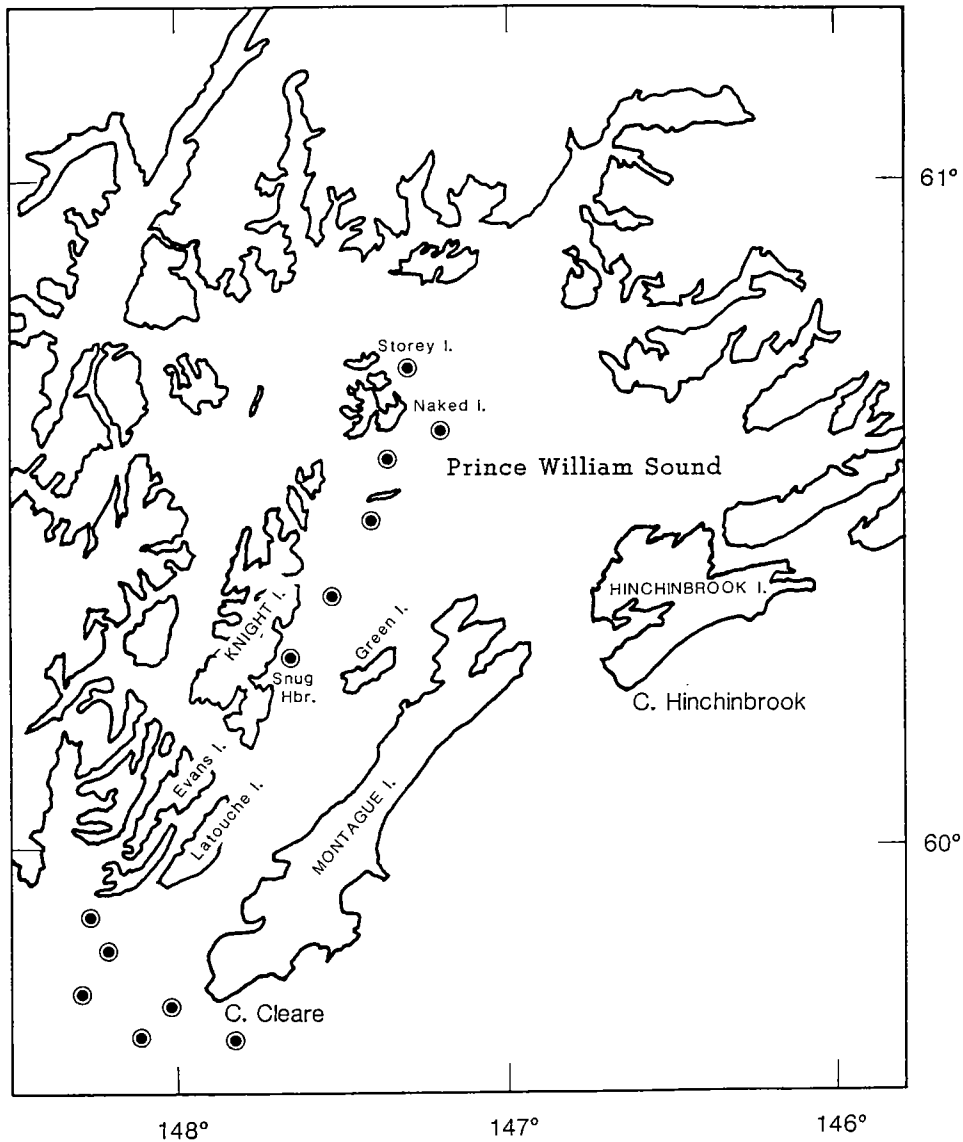 61°
Storey I.
Naked I.
Prince William Sound
HINCHINBROOK I.
KNIGHT I.
Green I.
Snug
Hbr.
C. Hinchinbrook
Evans I.
Latouche I.
MONTAGUE I.
60°
C. Cleare
148°
147°
146°